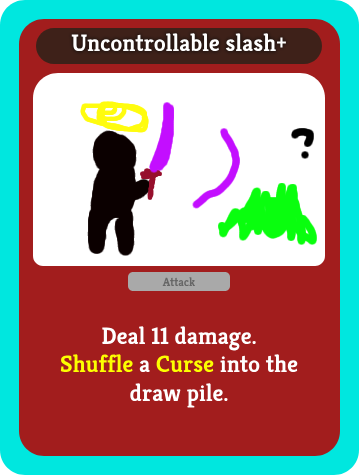 Uncontrollable slash+
?
Attack
Deal 11 damage.
Shuffle a Curse into the
draw pile.